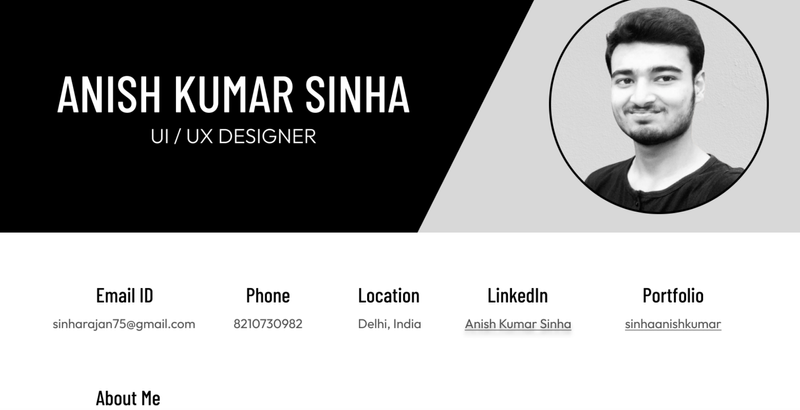 ANISH KUMAR SINHA
UI / UX DESIGNER
Email ID Phone Location LinkedIn Portfolio
sinharajan75@gmail.com 8210730982 Delhi, India Anish Kumar Sinha sinhaanishkumar
About Me